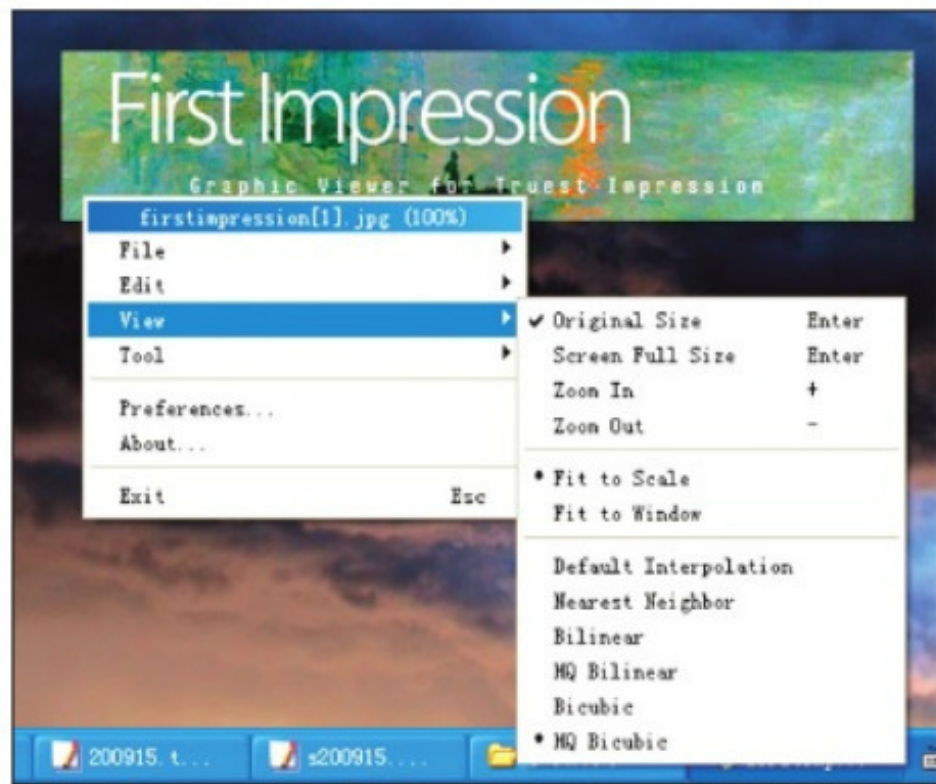 First Impression
Graphic Viewer for Truest Impression
firstimpression[1].jpg (100%)
File
Edit
View
Tool
Preferences...
About...
Exit Esc
Original Size Enter
Screen Full Size Enter
Zoom In +
Zoom Out -
Fit to Scale
Fit to Window
Default Interpolation
Nearest Neighbor
Bilinear
HQ Bilinear
Bicubic
HQ Bicubic
200915. t...
s200915....